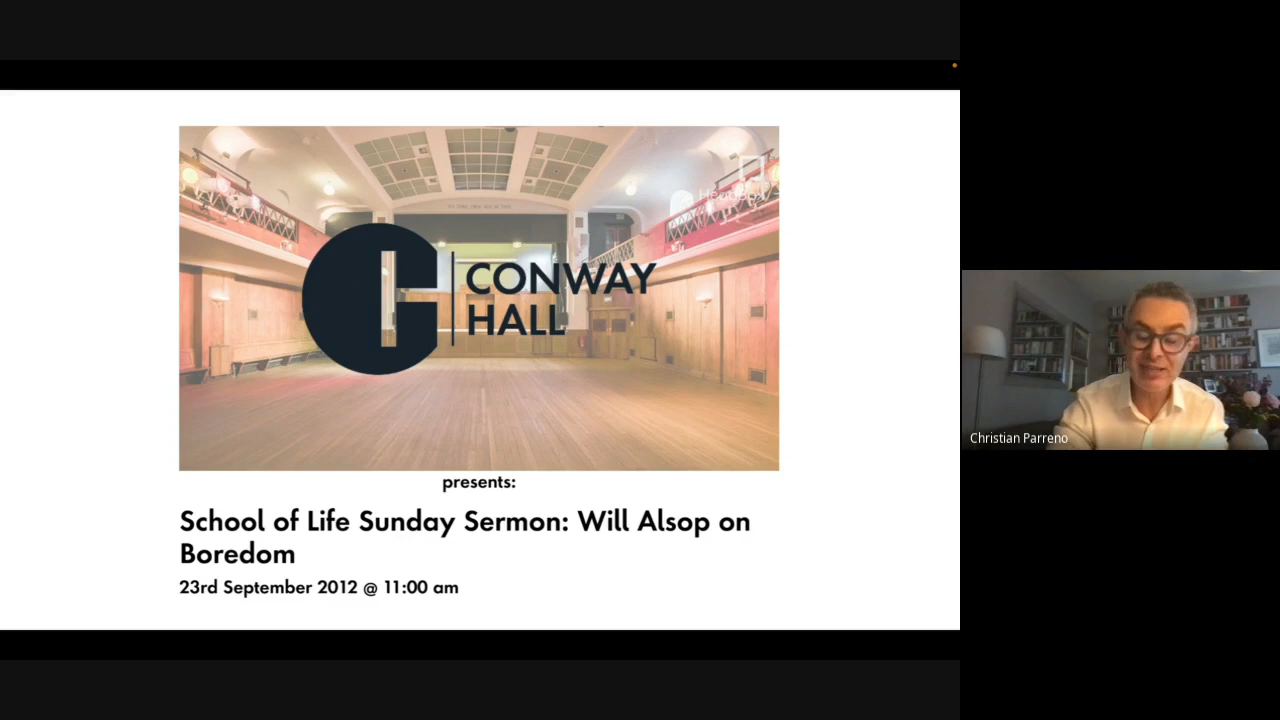 CONWAY
HALL
presents:
School of Life Sunday Sermon: Will Alsop on
Boredom
23rd September 2012 @ 11:00 am
Christian Parreno